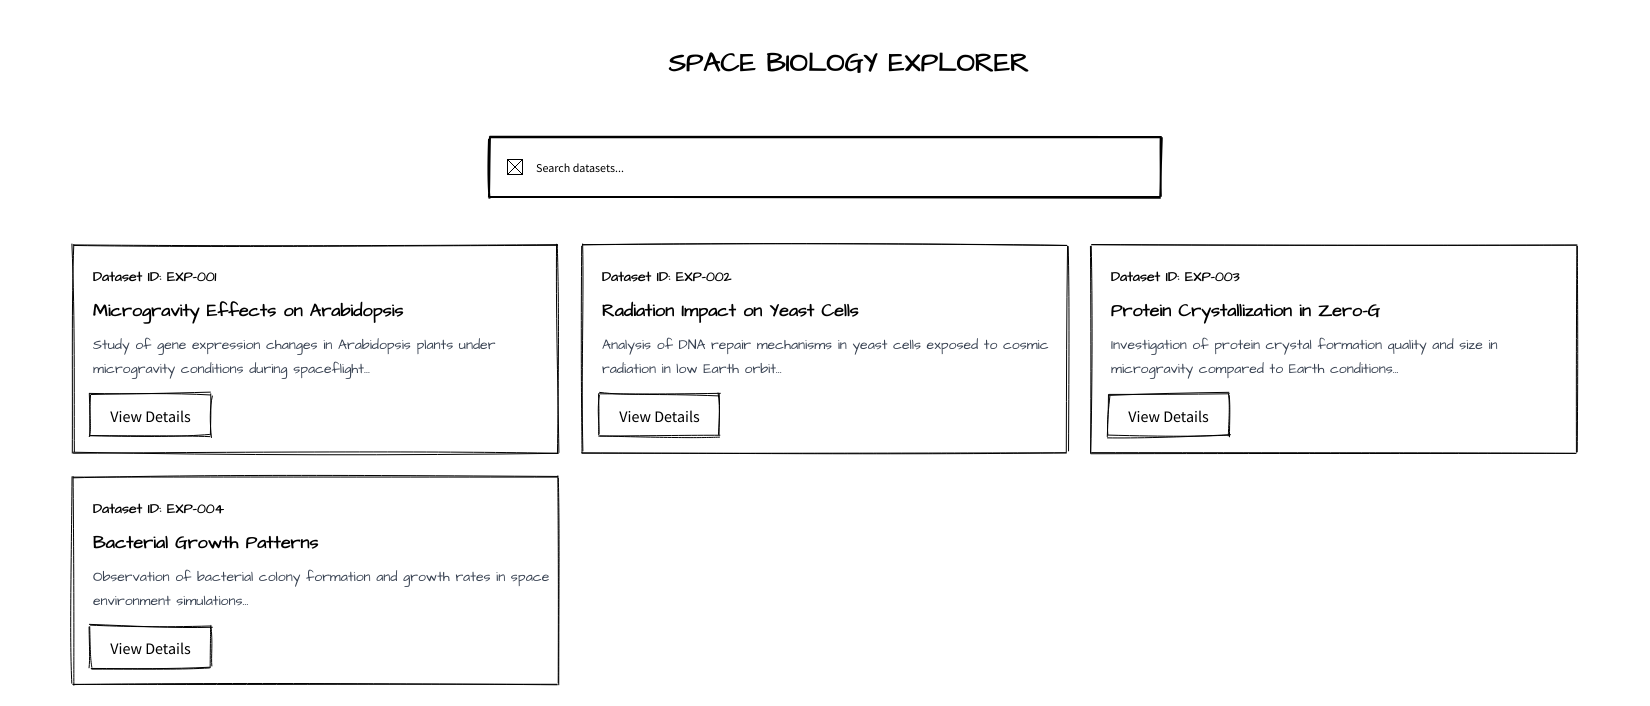 SPACE BIOLOGY EXPLORER
Search datasets...
Dataset ID: EXP-001
Microgravity Effects on Arabidopsis
Study of gene expression changes in Arabidopsis plants under
microgravity conditions during spaceflight...
View Details
Dataset ID: EXP-002
Radiation Impact on Yeast Cells
Analysis of DNA repair mechanisms in yeast cells exposed to cosmic
radiation in low Earth orbit...
View Details
Dataset ID: EXP-003
Protein Crystallization in Zero-G
Investigation of protein crystal formation quality and size in
microgravity compared to Earth conditions...
View Details
Dataset ID: EXP-004
Bacterial Growth Patterns
Observation of bacterial colony formation and growth rates in space
environment simulations...
View Details